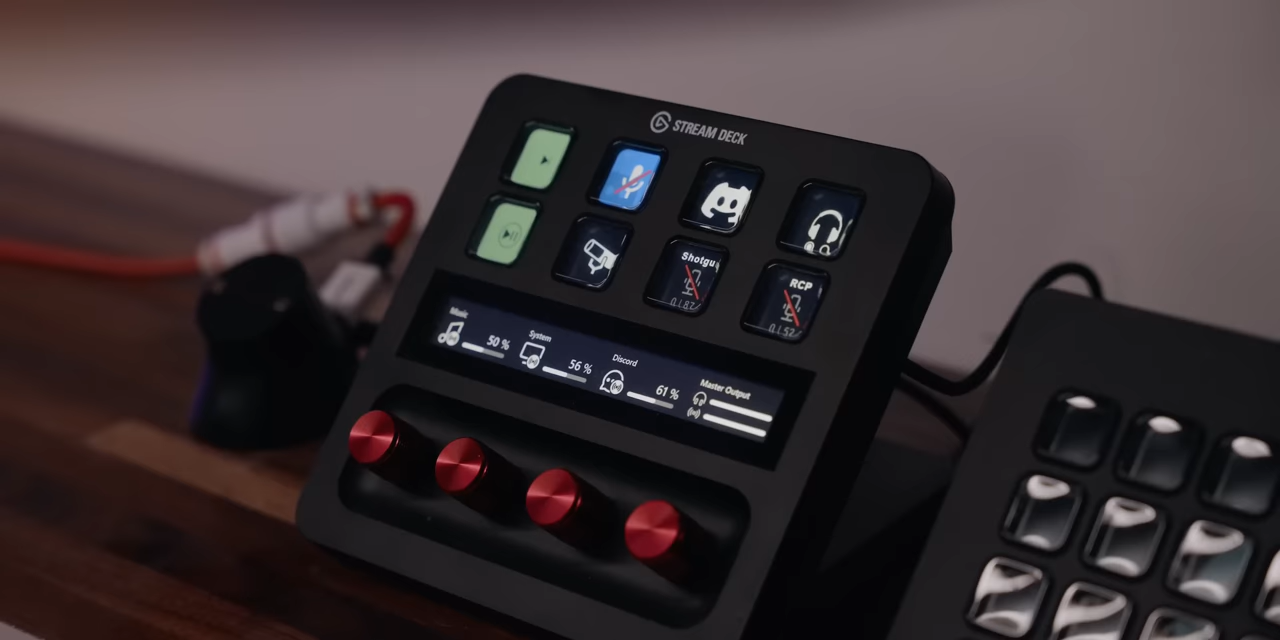 STREAM DECK
Shotgu
RCP
Music
50 %
System
56 %
Discord
61 %
Master Output